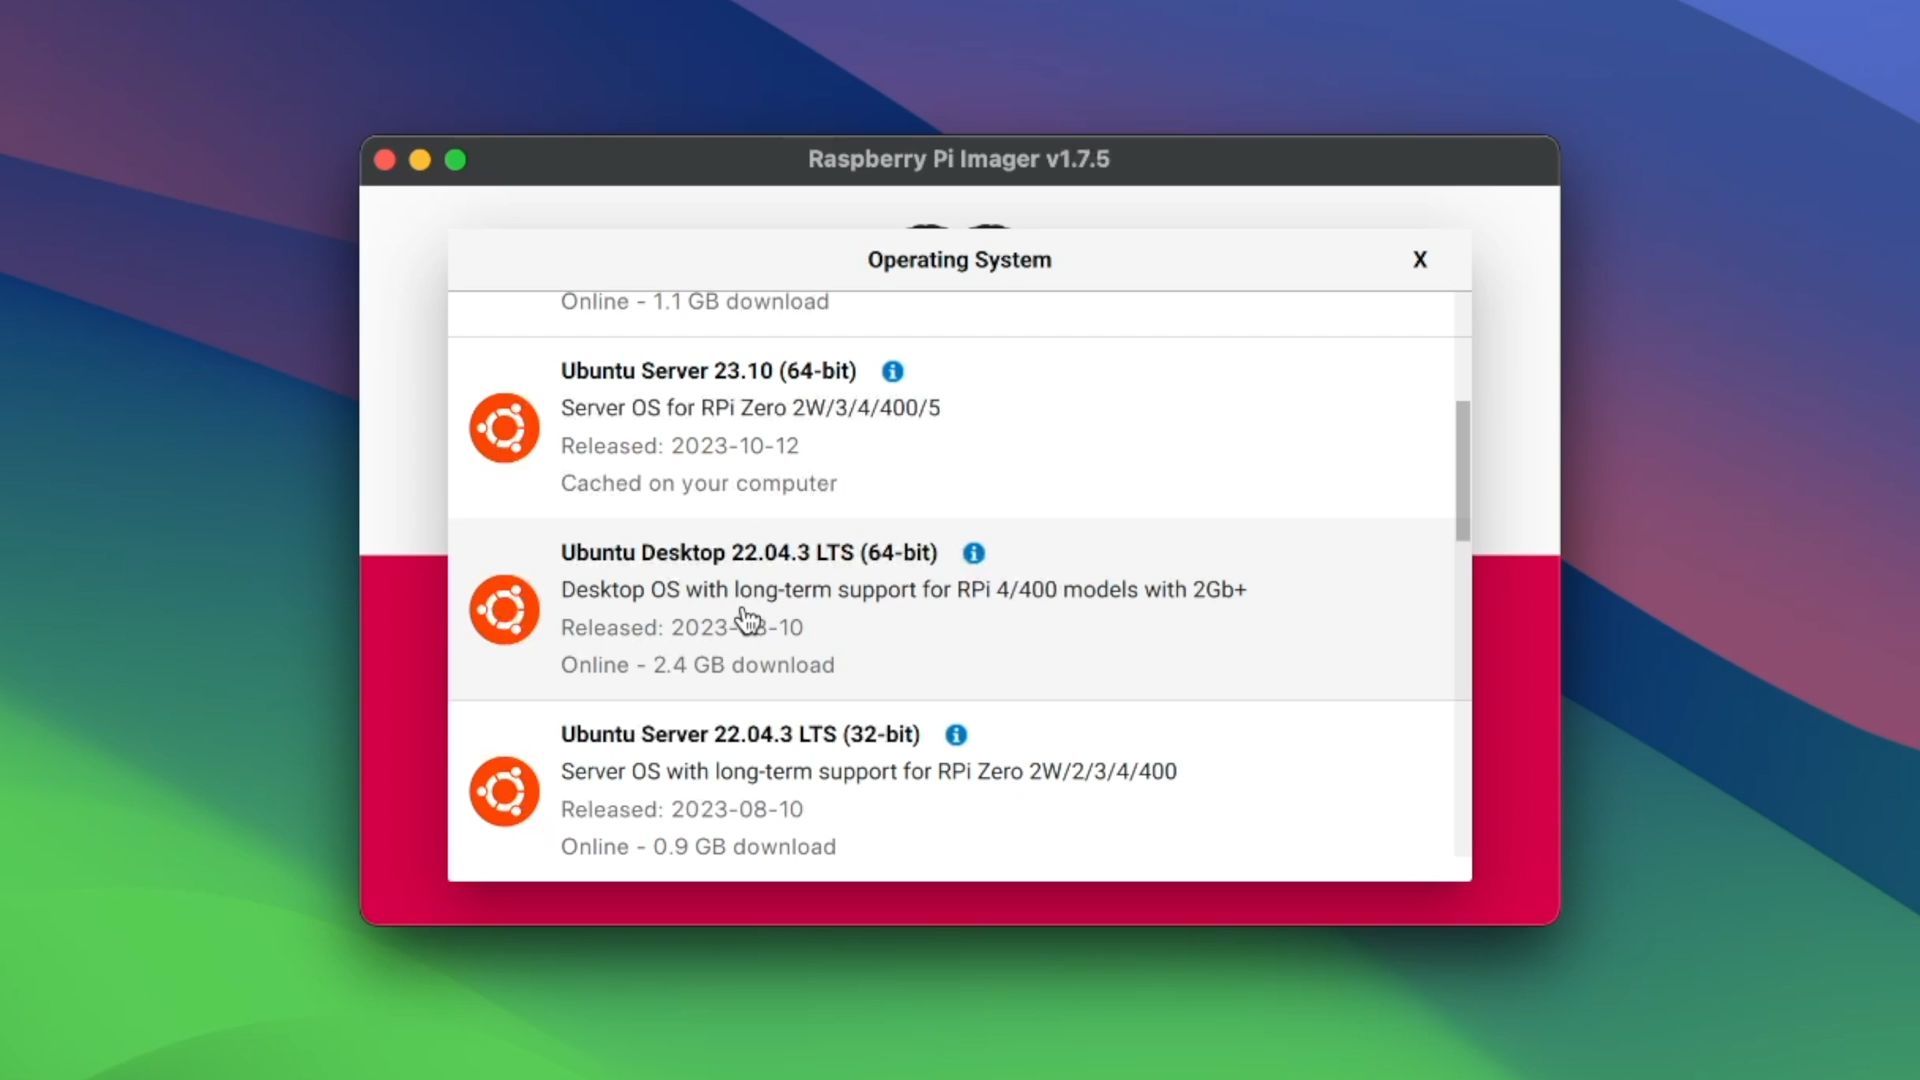 Raspberry Pi Imager v1.7.5
Operating System
X
Online - 1.1 GB download
Ubuntu Server 23.10 (64-bit)
Server OS for RPi Zero 2W/3/4/400/5
Released: 2023-10-12
Cached on your computer
Ubuntu Desktop 22.04.3 LTS (64-bit)
Desktop OS with long-term support for RPi 4/400 models with 2Gb+
Released: 2023-08-10
Online - 2.4 GB download
Ubuntu Server 22.04.3 LTS (32-bit)
Server OS with long-term support for RPi Zero 2W/2/3/4/400
Released: 2023-08-10
Online - 0.9 GB download